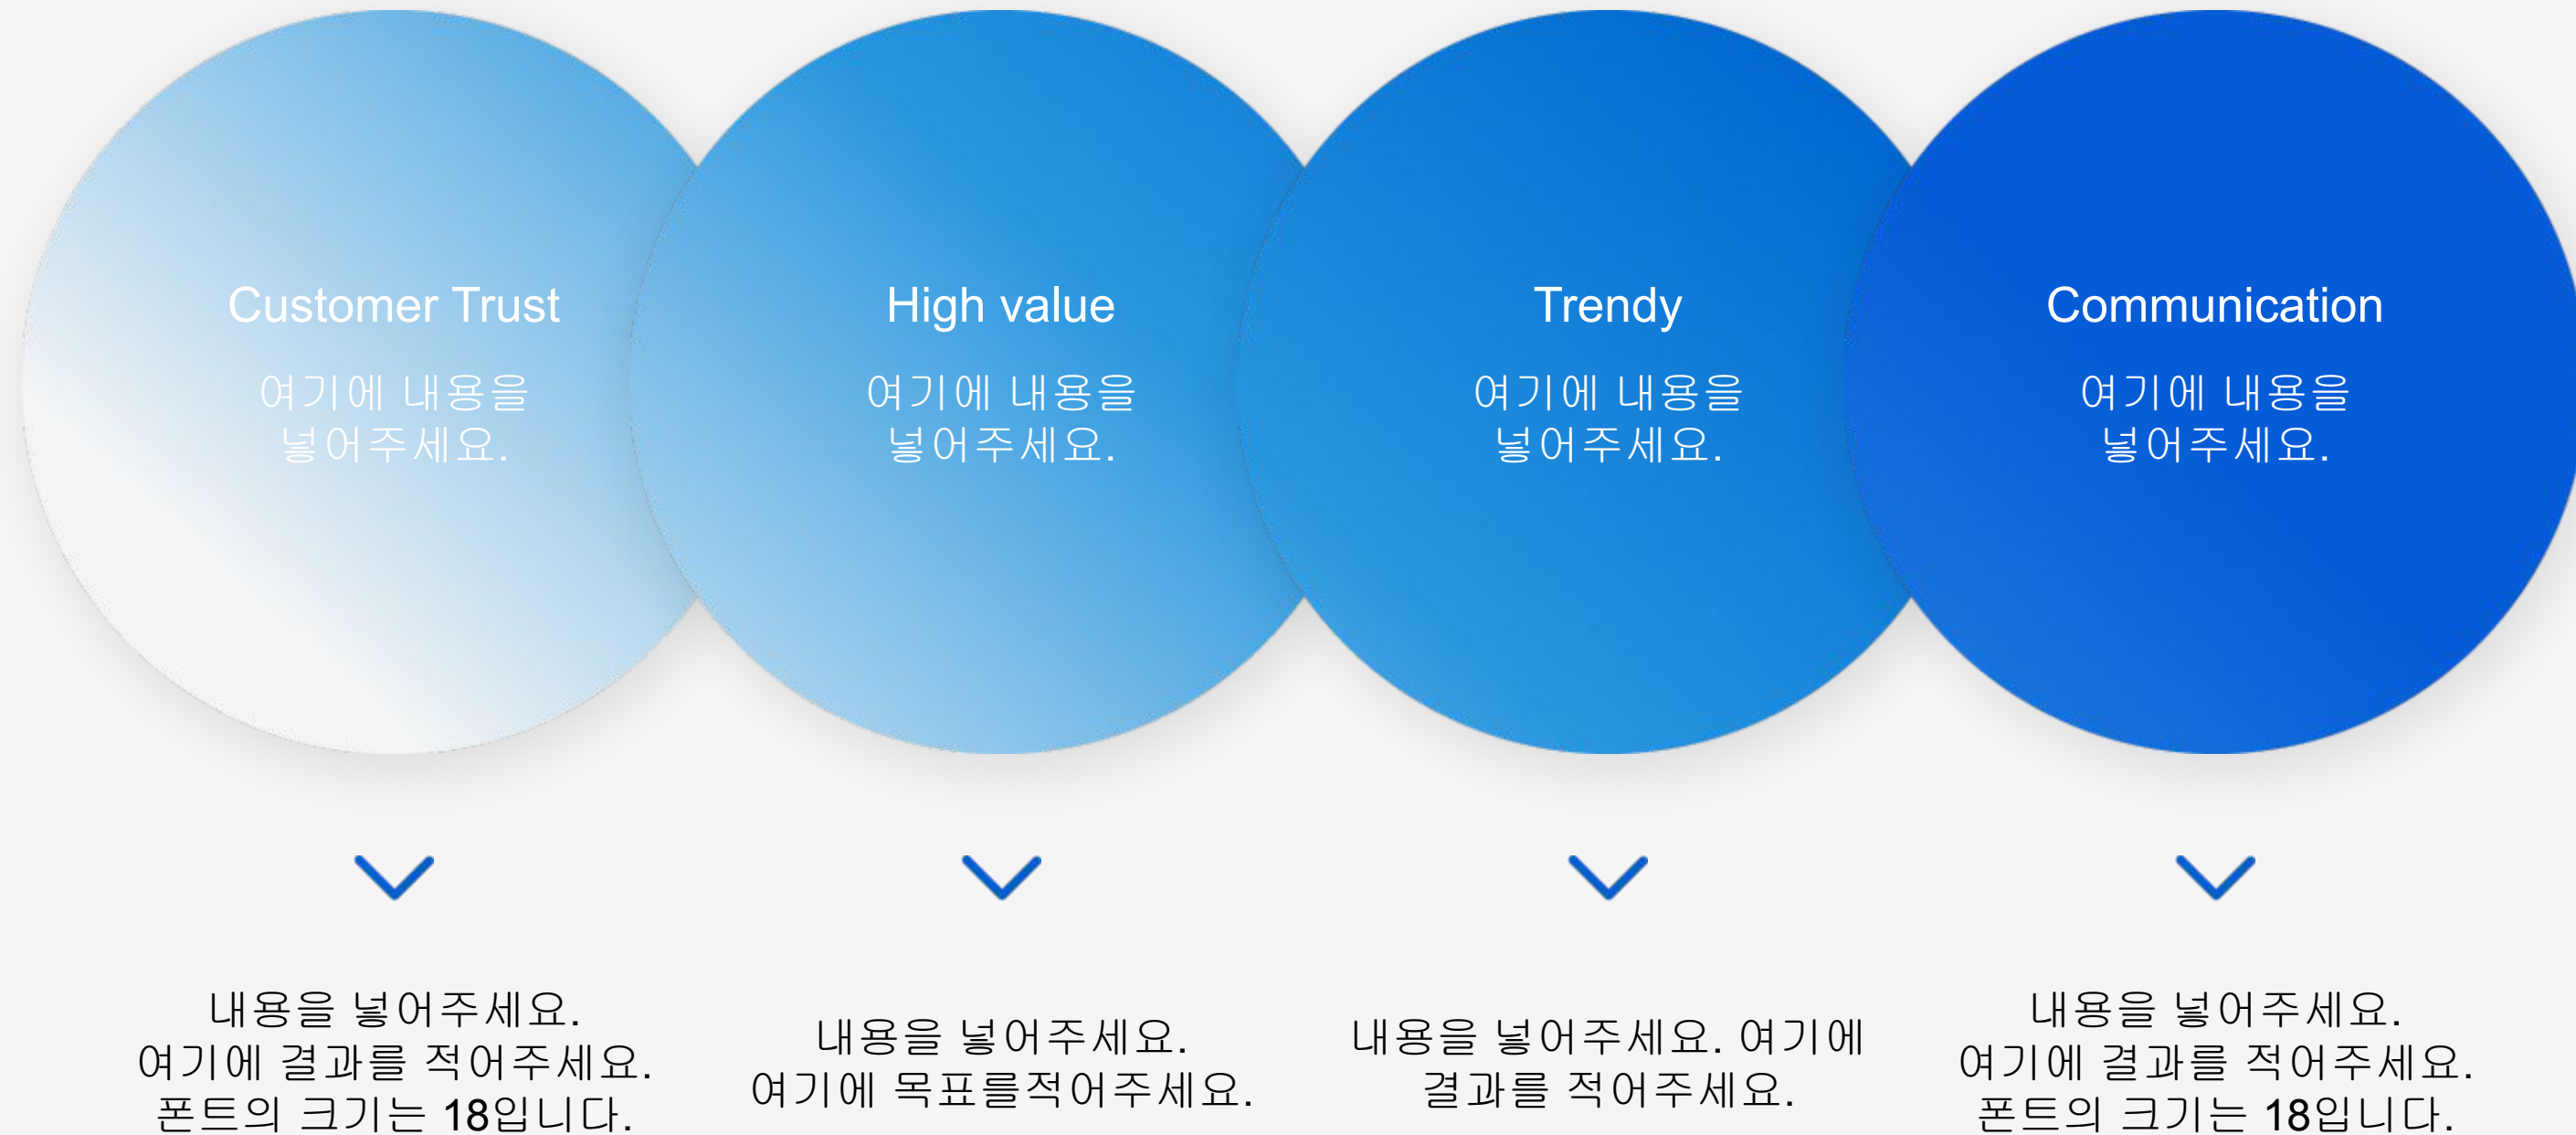 Customer Trust
여기에 내용을
넣어주세요.
High value
여기에 내용을
넣어주세요.
Trendy
여기에 내용을
넣어주세요.
Communication
여기에 내용을
넣어주세요.
내용을 넣어주세요.
여기에 결과를 적어주세요.
폰트의 크기는 18입니다.
내용을 넣어주세요.
여기에 목표를적어주세요.
내용을 넣어주세요. 여기에
결과를 적어주세요.
내용을 넣어주세요.
여기에 결과를 적어주세요.
폰트의 크기는 18입니다.